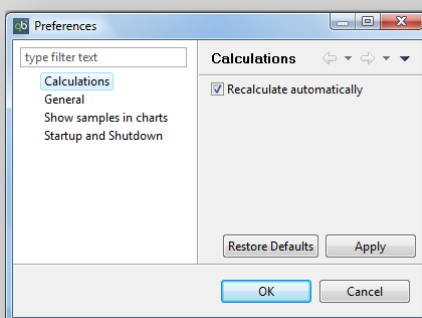 qb Preferences
type filter text
Calculations
General
Show samples in charts
Startup and Shutdown
Calculations
Recalculate automatically
Restore Defaults Apply
OK Cancel